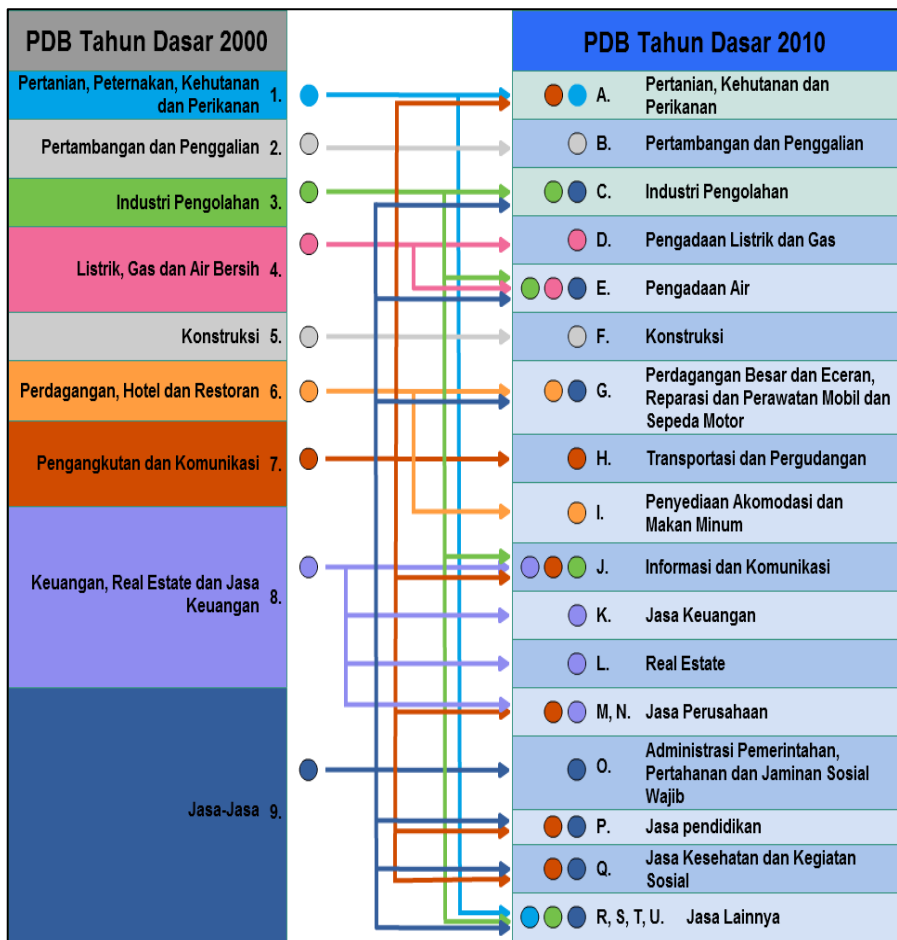 PDB Tahun Dasar 2000
Pertanian, Peternakan, Kehutanan
dan Perikanan 1.
Pertambangan dan Penggalian 2.
Industri Pengolahan 3.
Listrik, Gas dan Air Bersih 4.
Konstruksi 5.
Perdagangan, Hotel dan Restoran 6.
Pengangkutan dan Komunikasi 7.
Keuangan, Real Estate dan Jasa
Keuangan 8.
Jasa-Jasa 9.
PDB Tahun Dasar 2010
A. Pertanian, Kehutanan dan
Perikanan
B. Pertambangan dan Penggalian
C. Industri Pengolahan
D. Pengadaan Listrik dan Gas
E. Pengadaan Air
F. Konstruksi
G. Perdagangan Besar dan Eceran,
Reparasi dan Perawatan Mobil dan
Sepeda Motor
H. Transportasi dan Pergudangan
I. Penyediaan Akomodasi dan
Makan Minum
J. Informasi dan Komunikasi
K. Jasa Keuangan
L. Real Estate
M, N. Jasa Perusahaan
O. Administrasi Pemerintahan,
Pertahanan dan Jaminan Sosial
Wajib
P. Jasa pendidikan
Q. Jasa Kesehatan dan Kegiatan
Sosial
R, S, T, U. Jasa Lainnya